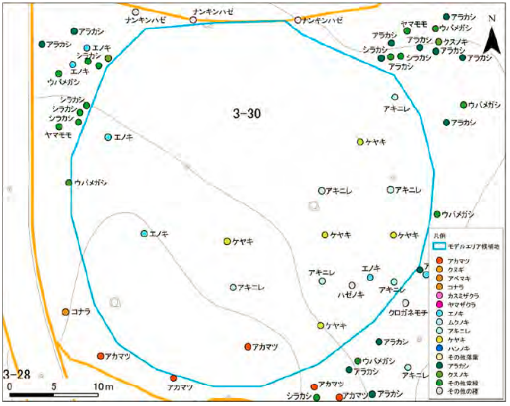 ナンキンハゼ
ナンキンハゼ
ナンキンハゼ
アラカシ
エノキ
シラカシ
エノキ
ウバメガシ
シラカシ
シラカシ
シラカシ
ヤマモモ
アラカシ
ヤマモモ
ウバメガシ
アラカシ
クスノキ
アラカシ
シラカシ
シラカシ
アラカシ
アラカシ
N
3-30
アキニレ
ウバメガシ
アラカシ
エノキ
ケヤキ
ウバメガシ
アキニレ
アキニレ
ウバメガシ
エノキ
ケヤキ
ケヤキ
ケヤキ
アキニレ
アキニレ
エノキ
アキニレ
ハゼノキ
クロガネモチ
コナラ
ケヤキ
アカマツ
アカマツ
アカマツ
アラカシ
ウバメガシ
アラカシ
アキニレ
アカマツ
アカマツ
アラカシ
3-28
0 5 10m
凡例
モデルエリア候補地
アカマツ
クヌギ
アベマキ
コナラ
カスミザクラ
ヤマザクラ
エノキ
ムクノキ
アキニレ
ケヤキ
ハンノキ
その他落葉
アラカシ
クスノキ
その他常緑
その他の種